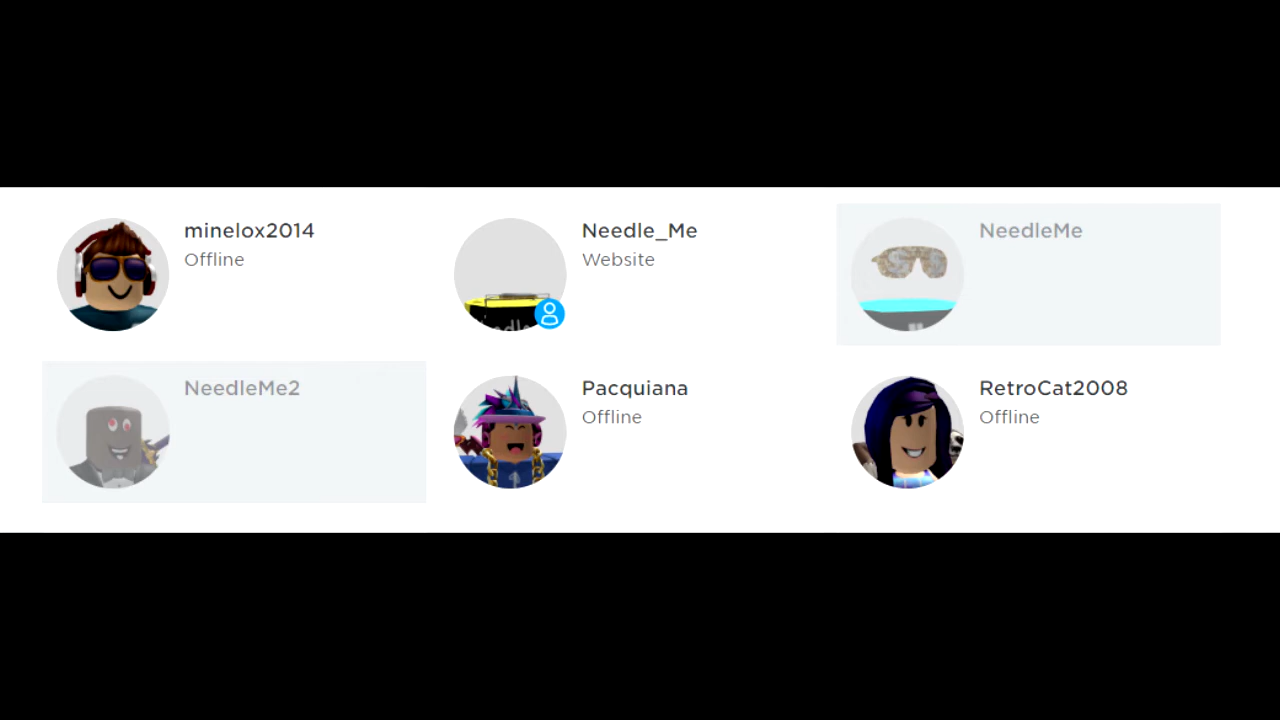 minelox2014
Offline
Needle_Me
Website
NeedleMe
NeedleMe2
Pacquiana
Offline
RetroCat2008
Offline